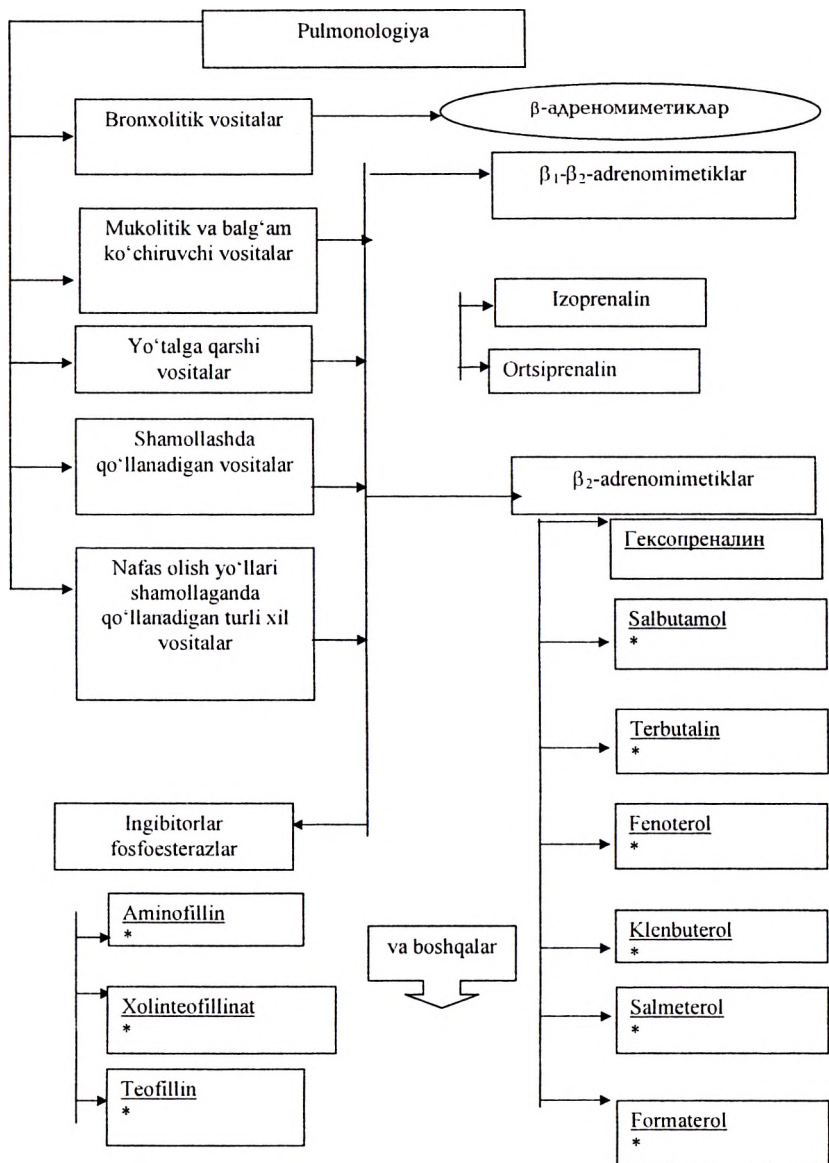 Pulmonologiya
Bronxolitik vositalar
β-адреномиметиклар
β₁-β₂-adrenomimetiklar
Mukolitik va balg‘am
ko‘chiruvchi vositalar
Izoprenalin
Yo‘talga qarshi
vositalar
Ortsiprenalin
Shamollashda
qo‘llanadigan vositalar
β₂-adrenomimetiklar
Гексопреналин
Nafas olish yo‘llari
shamollaganda
qo‘llanadigan turli xil
vositalar
Salbutamol
*
Terbutalin
*
Ingibitorlar
fosfoesterazlar
Fenoterol
*
Aminofillin
*
va boshqalar
Klenbuterol
*
Xolinteofillinat
*
Salmeterol
*
Teofillin
*
Formaterol
*